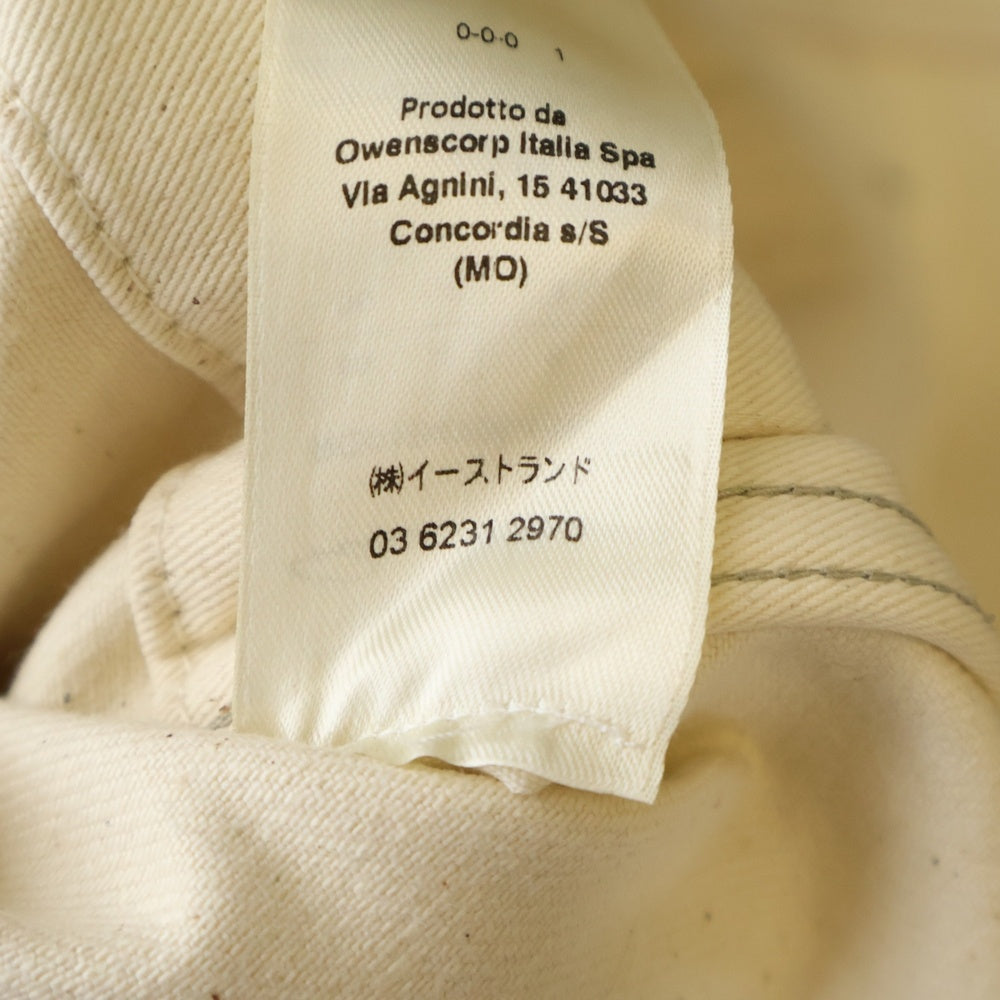 0-0-0 1
Prodotto da
Owenscorp Italia Spa
Via Agnini, 15 41033
Concordia s/S
(MO)
㈱イーストランド
03 6231 2970